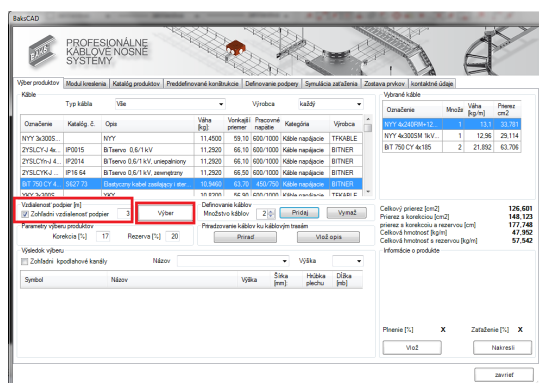 BaksCAD
BAKS
PROFESIONÁLNE
KÁBLOVÉ NOSNÉ
SYSTÉMY
Výber produktov Modul kreslenia Katalóg produktov Preddefinované konštrukcie Definovanie podpery Symulácia zaťaženia Zostava prvkov kontaktné údaje
Káble
Typ kábla Vše Výrobca každý
Označenie Katalóg. č. Opis Váha [kg] Vonkajší priemer Pracovné napätie Kategória Výrobca
NYY 3x300S... NYY 11,4500 59,10 600/1000 Káble napájacie TFKABLE
2YSLCY-J 4x... IP0015 BiTservo 0,6/1 kV 11,2920 66,10 600/1000 Káble napájacie BITNER
2YSLCYn-J 4... IP2014 BiTservo 0,6/1 kV, uniepalniony 11,2920 66,10 600/1000 Káble napájacie BITNER
2YSLCYK-J ... IP16 64 BiTservo 0,6/1 kV, zewnętrzny 11,2920 66,50 600/1000 Káble napájacie BITNER
BiT 750 CY 4... S62773 Elastyczny kabel zasilający i ster... 10,9460 63,70 450/750 Káble napájacie BITNER
Vybrané káble
Označenie Množs Váha [kg/m] Prierez cm2
NYY 4x240RM+12... 1 13,1 33,781
NYY 4x300SM 1kV... 1 12,96 29,114
BiT 750 CY 4x185 2 21,892 63,706
Vzdialenosť podpier [m]
Zohľadni vzdialenosť podpier 3
Výber
Definovanie káblov
Množstvo káblov 2 Pridaj Vymaž
Parametry výberu produktov
Korekcia [%] 17 Rezerva [%] 20
Priradzovanie káblov ku káblovým trasám
Priraď Vlož opis
Celkový prierez [cm2] 126,601
Prierez s korekciou [cm2] 148,123
prierez s korekciou a rezervou [cm] 177,748
Celková hmotnosť [kg/m] 47,952
Celková hmotnosť s rezervou [kg/m] 57,542
Výsledok výberu
Zohľadni kpodlahové kanály Názov Výška
Symbol Názov Výška Šírka [mm] Hrúbka plechu Dĺžka [mb]
Informácie o produkte
Plnenie [%] X Zaťaženie [%] X
Vlož Nakresli
zavrieť